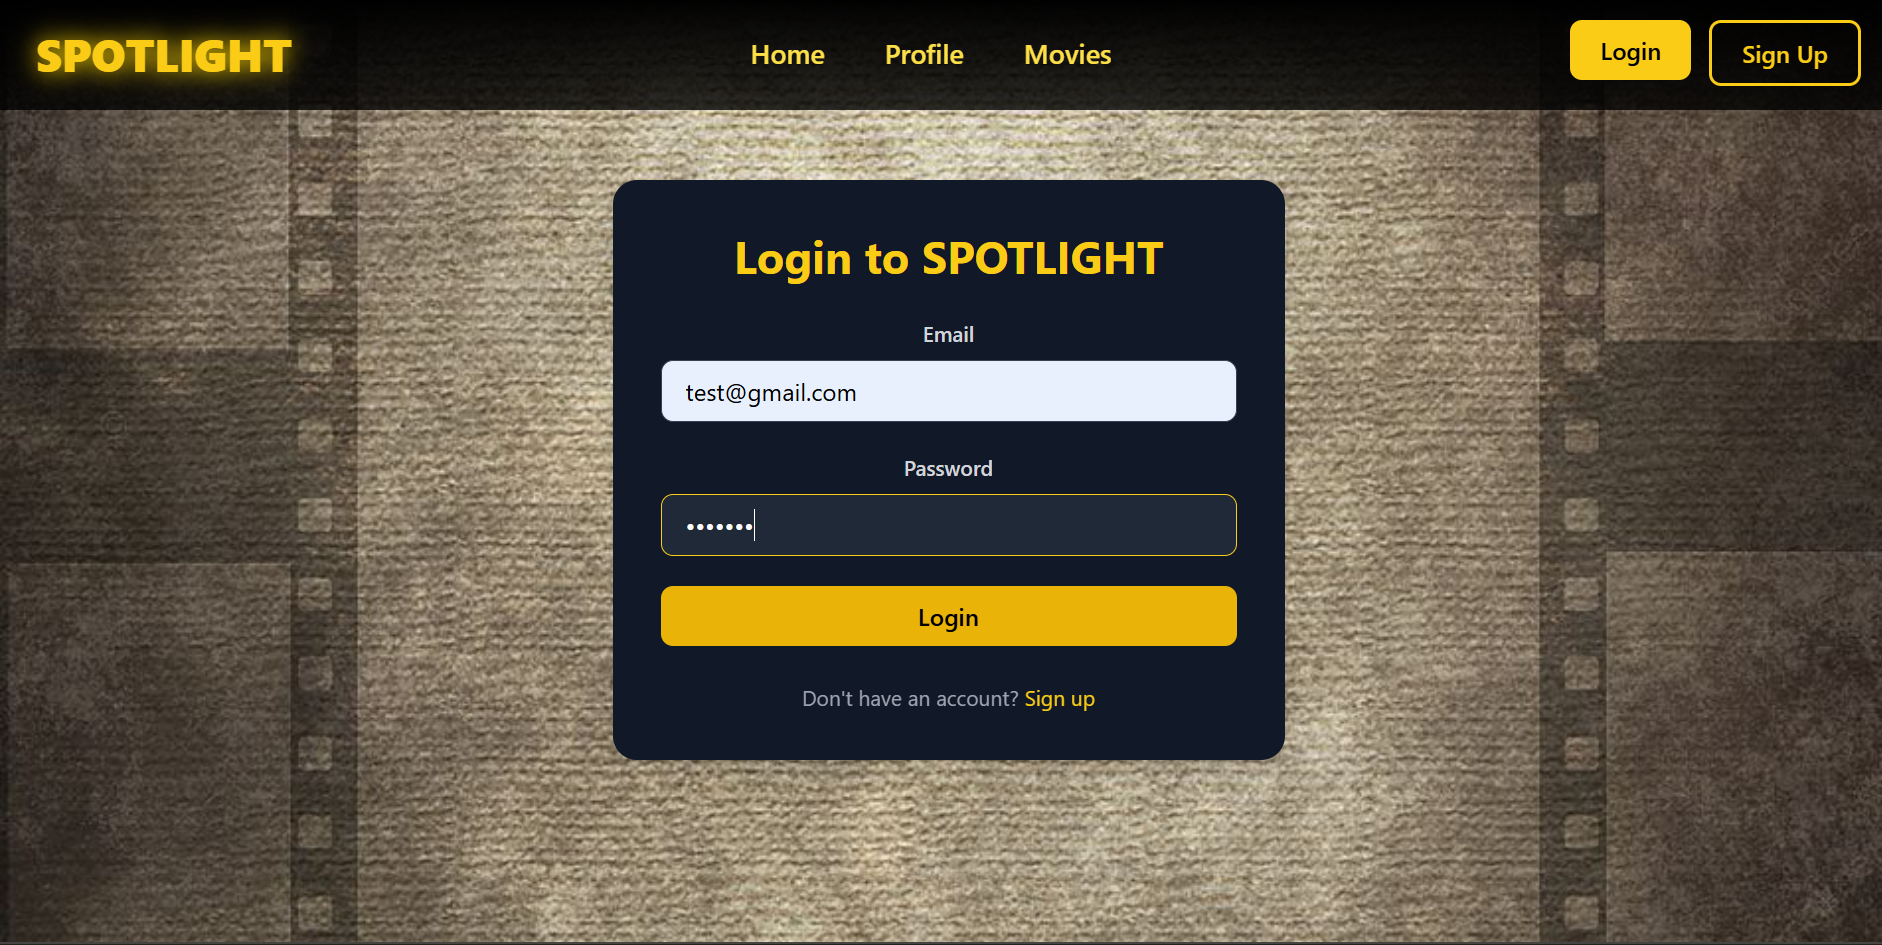 SPOTLIGHT
Home
Profile
Movies
Login
Sign Up
Login to SPOTLIGHT
Email
test@gmail.com
Password
•••••••
Login
Don't have an account? Sign up